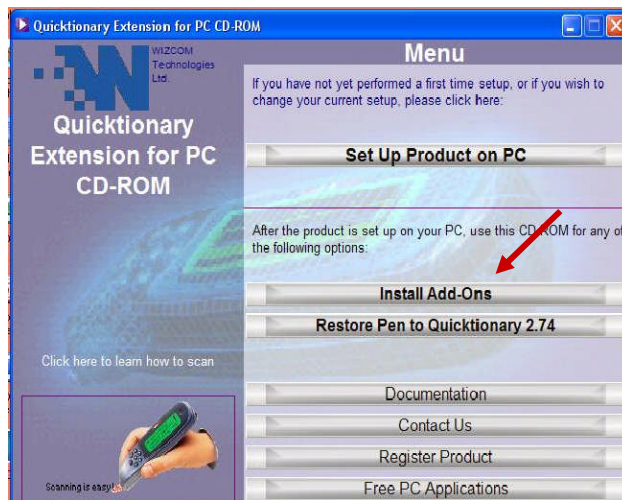 Quicktionary Extension for PC CD-ROM
WIZCOM
Technologies
Ltd.
Quicktionary
Extension for PC
CD-ROM
Click here to learn how to scan
Scanning is easy!
Menu
If you have not yet performed a first time setup, or if you wish to
change your current setup, please click here:
Set Up Product on PC
After the product is set up on your PC, use this CD-ROM for any of
the following options:
Install Add-Ons
Restore Pen to Quicktionary 2.74
Documentation
Contact Us
Register Product
Free PC Applications